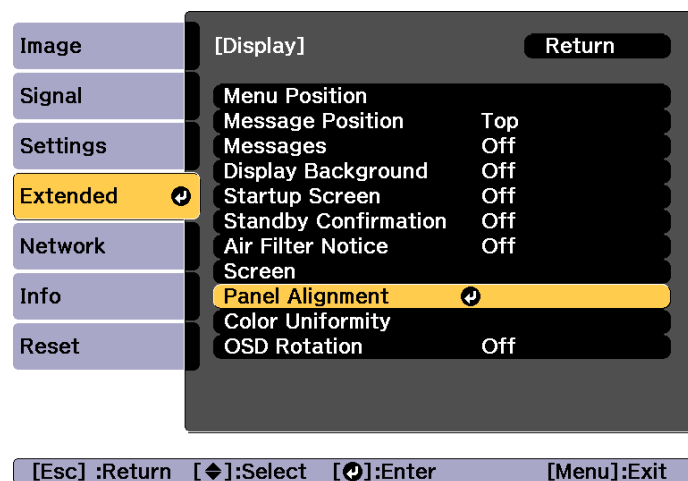 Image
Signal
Settings
Extended
Network
Info
Reset
[Display] Return
Menu Position
Message Position Top
Messages Off
Display Background Off
Startup Screen Off
Standby Confirmation Off
Air Filter Notice Off
Screen
Panel Alignment
Color Uniformity
OSD Rotation Off
[Esc] :Return [◆]:Select [⏎]:Enter [Menu]:Exit